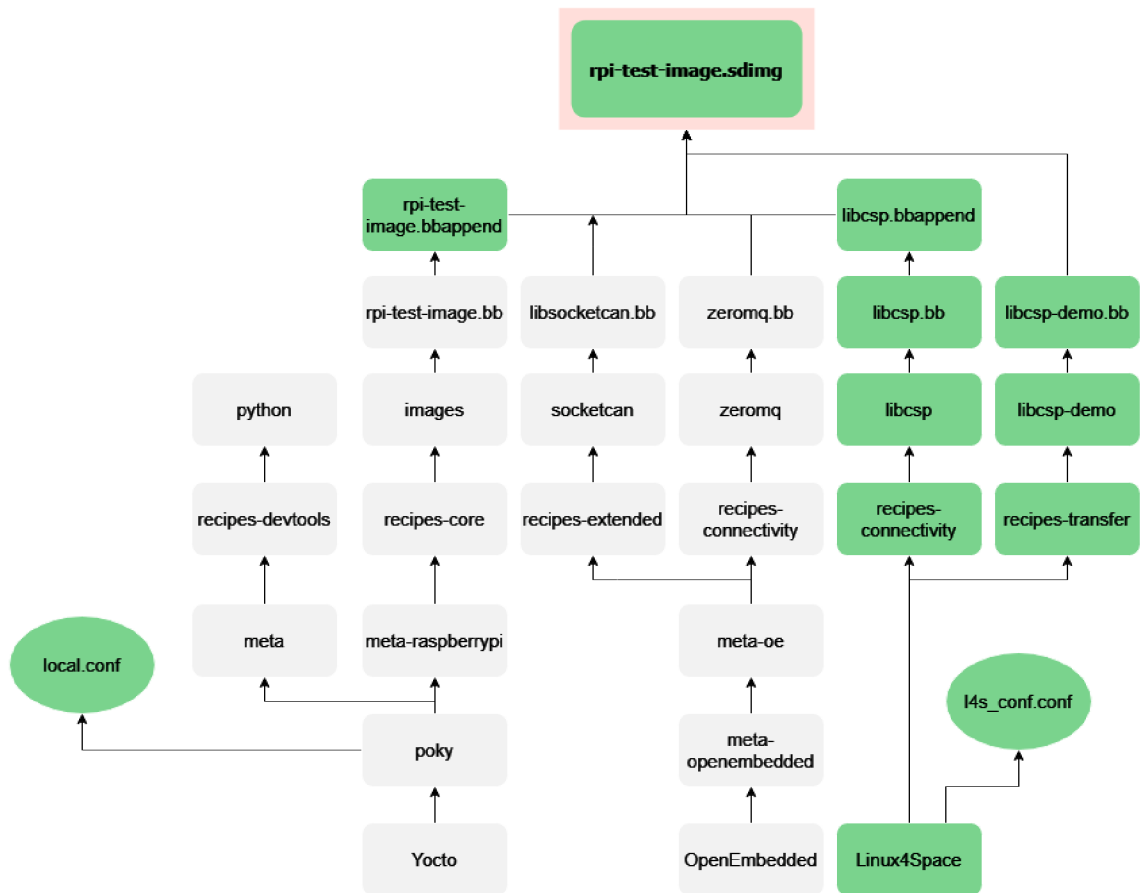 rpi-test-image.sdimg
rpi-test-
image.bbappend
libcsp.bbappend
rpi-test-image.bb
libsocketcan.bb
zeromq.bb
libcsp.bb
libcsp-demo.bb
python
images
socketcan
zeromq
libcsp
libcsp-demo
recipes-devtools
recipes-core
recipes-extended
recipes-
connectivity
recipes-
connectivity
recipes-transfer
local.conf
meta
meta-raspberrypi
meta-oe
l4s_conf.conf
poky
meta-
openembedded
Yocto
OpenEmbedded
Linux4Space